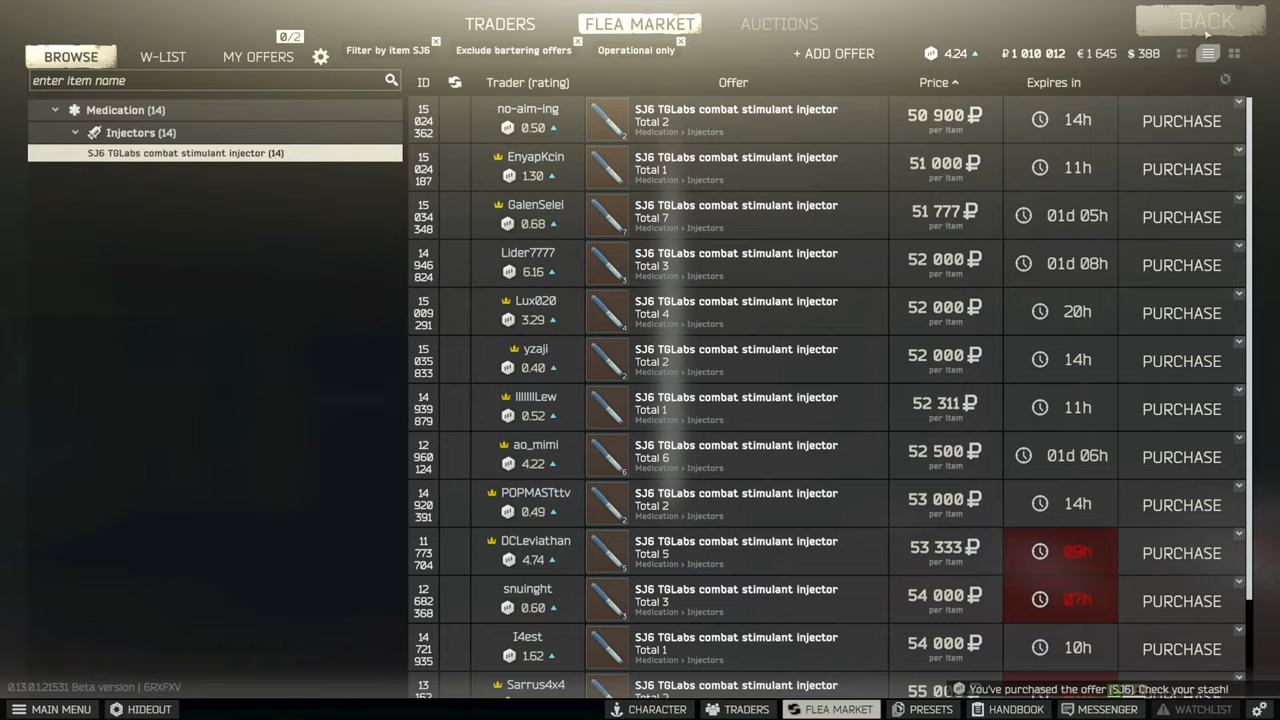 TRADERS
FLEA MARKET
AUCTIONS
BACK
BROWSE
W-LIST
MY OFFERS
0/2
Filter by item SJ6 x
Exclude bartering offers x
Operational only x
+ ADD OFFER
4.24
₽ 1 010 012
€ 1 645
$ 388
enter item name
Medication (14)
Injectors (14)
SJ6 TGLabs combat stimulant injector (14)
ID
Trader (rating)
Offer
Price
Expires in
15 no-aim-ing SJ6 TGLabs combat stimulant injector 50 900 ₽ 14h PURCHASE
024 0.50 Total 2 per item
362 2 Medication › Injectors
15 EnyapKcin SJ6 TGLabs combat stimulant injector 51 000 ₽ 11h PURCHASE
024 1.30 Total 1 per item
187 Medication › Injectors
15 GalenSelei SJ6 TGLabs combat stimulant injector 51 777 ₽ 01d 05h PURCHASE
034 0.68 Total 7 per item
348 7 Medication › Injectors
14 Lider7777 SJ6 TGLabs combat stimulant injector 52 000 ₽ 01d 08h PURCHASE
946 6.16 Total 3 per item
824 3 Medication › Injectors
15 Lux020 SJ6 TGLabs combat stimulant injector 52 000 ₽ 20h PURCHASE
009 3.29 Total 4 per item
291 4 Medication › Injectors
15 yzaji SJ6 TGLabs combat stimulant injector 52 000 ₽ 14h PURCHASE
035 0.40 Total 2 per item
833 2 Medication › Injectors
14 SJ6 TGLabs combat stimulant injector 52 311 ₽ 11h PURCHASE
939 0.52 Total 1 per item
879 Medication › Injectors
12 ao_mimi SJ6 TGLabs combat stimulant injector 52 500 ₽ 01d 06h PURCHASE
960 4.22 Total 6 per item
124 6 Medication › Injectors
14 POPMASTttv SJ6 TGLabs combat stimulant injector 53 000 ₽ 14h PURCHASE
920 0.49 Total 2 per item
391 2 Medication › Injectors
11 DCLeviathan SJ6 TGLabs combat stimulant injector 53 333 ₽ 09h PURCHASE
773 4.74 Total 5 per item
704 5 Medication › Injectors
12 snuinght SJ6 TGLabs combat stimulant injector 54 000 ₽ 07h PURCHASE
682 0.60 Total 3 per item
368 3 Medication › Injectors
14 I4est SJ6 TGLabs combat stimulant injector 54 000 ₽ 10h PURCHASE
721 1.62 Total 1 per item
935 Medication › Injectors
13 Sarrus4x4 SJ6 TGLabs combat stimulant injector
You've purchased the offer (SJ6) Check your stash!
0.13.0.1.21531 Beta version | 6RXFXV
MAIN MENU
HIDEOUT
CHARACTER
TRADERS
FLEA MARKET
PRESETS
HANDBOOK
MESSENGER
WATCHLIST